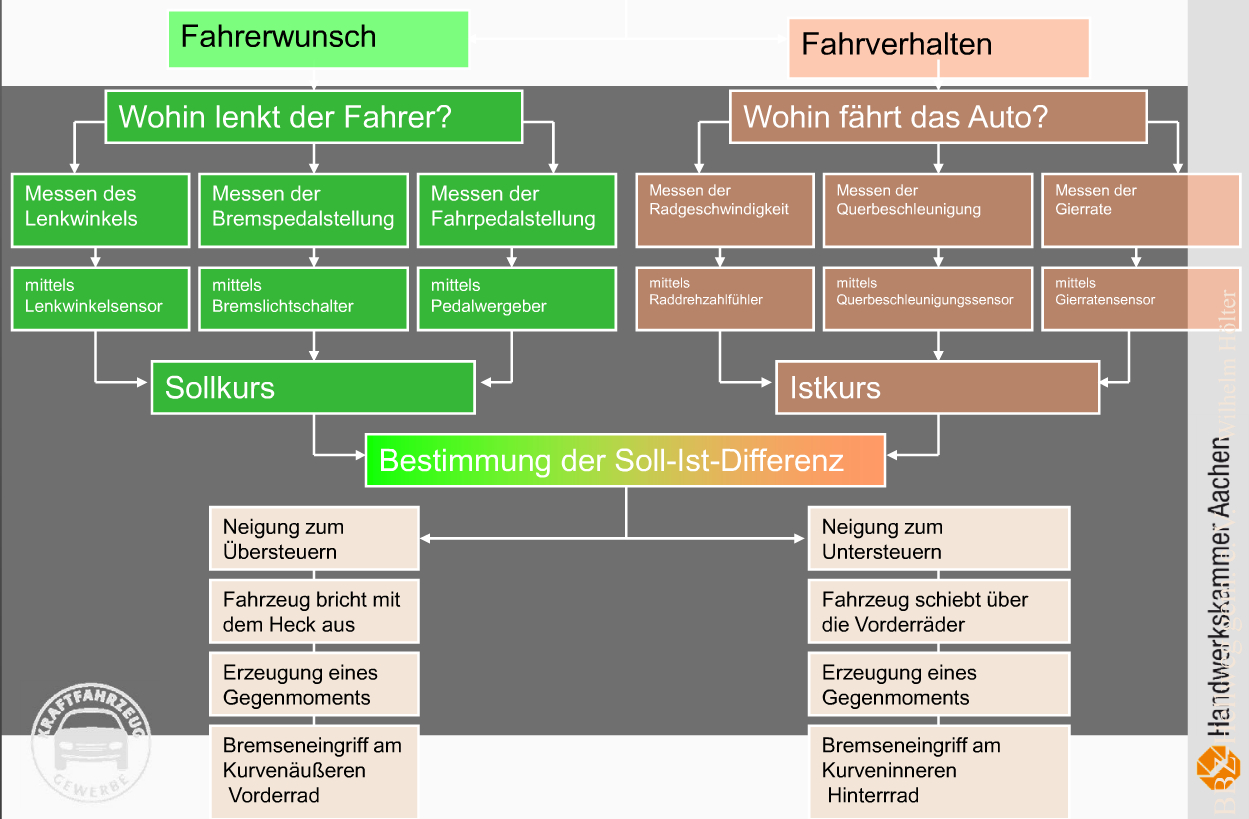 Fahrerwunsch
Fahrverhalten
Wohin lenkt der Fahrer?
Wohin fährt das Auto?
Messen des
Lenkwinkels
Messen der
Bremspedalstellung
Messen der
Fahrpedalstellung
Messen der
Radgeschwindigkeit
Messen der
Querbeschleunigung
Messen der
Gierrate
mittels
Lenkwinkelsensor
mittels
Bremslichtschalter
mittels
Pedalwergeber
mittels
Raddrehzahlfühler
mittels
Querbeschleunigungssensor
mittels
Gierratensensor
Sollkurs
Istkurs
Bestimmung der Soll-Ist-Differenz
Neigung zum
Übersteuern
Fahrzeug bricht mit
dem Heck aus
Erzeugung eines
Gegenmoments
Bremseneingriff am
Kurvenäußeren
Vorderrad
Neigung zum
Untersteuern
Fahrzeug schiebt über
die Vorderräder
Erzeugung eines
Gegenmoments
Bremseneingriff am
Kurveninneren
Hinterrrad
KRAFTFAHRZEUG
GEWERBE
Handwerkskammer Aachen
Wilhelm Hölter